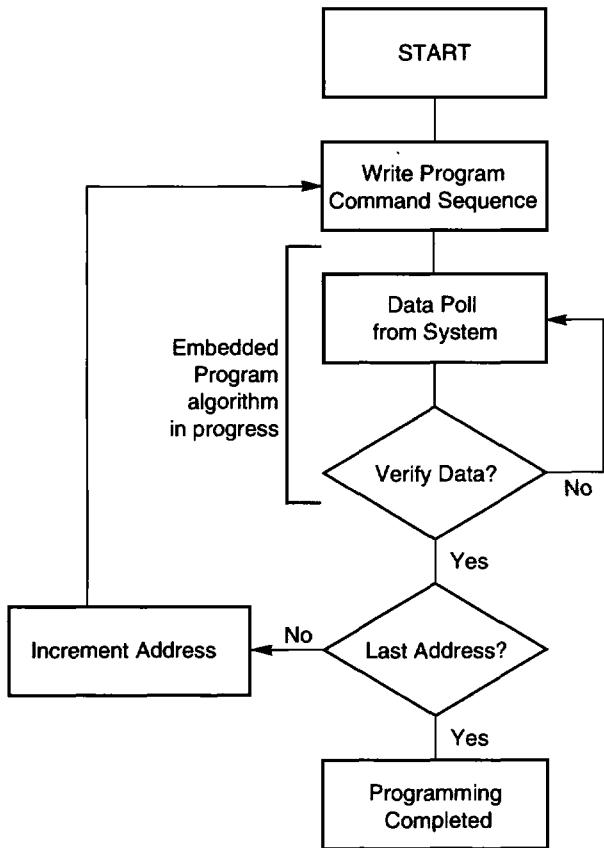 START
Write Program
Command Sequence
Data Poll
from System
Embedded
Program
algorithm
in progress
Verify Data?
No
Yes
Increment Address
No
Last Address?
Yes
Programming
Completed